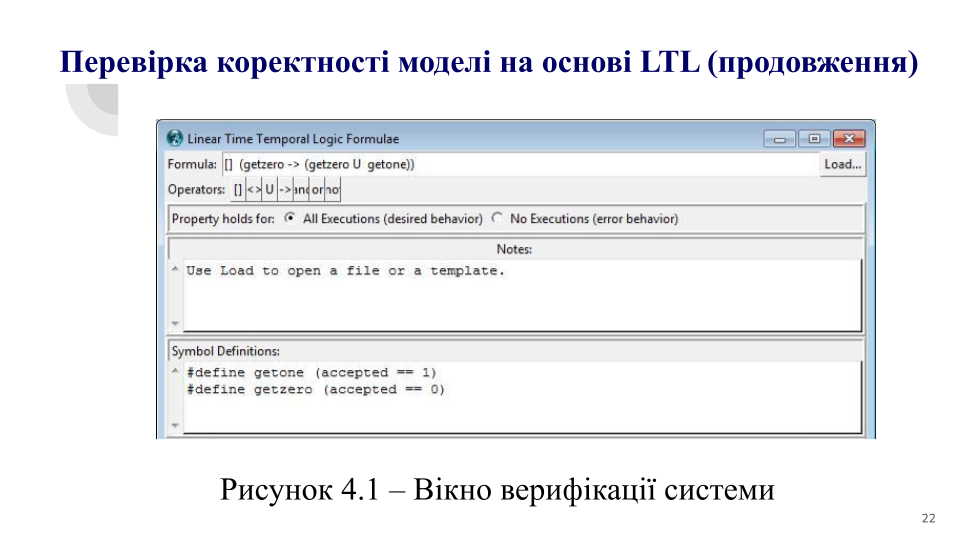 Перевірка коректності моделі на основі LTL (продовження)
Linear Time Temporal Logic Formulae
Formula: [] (getzero -> (getzero U getone)) Load...
Operators: [] <> U -> and or not
Property holds for: All Executions (desired behavior) No Executions (error behavior)
Notes:
Use Load to open a file or a template.
Symbol Definitions:
#define getone (accepted == 1)
#define getzero (accepted == 0)
Рисунок 4.1 – Вікно верифікації системи
22